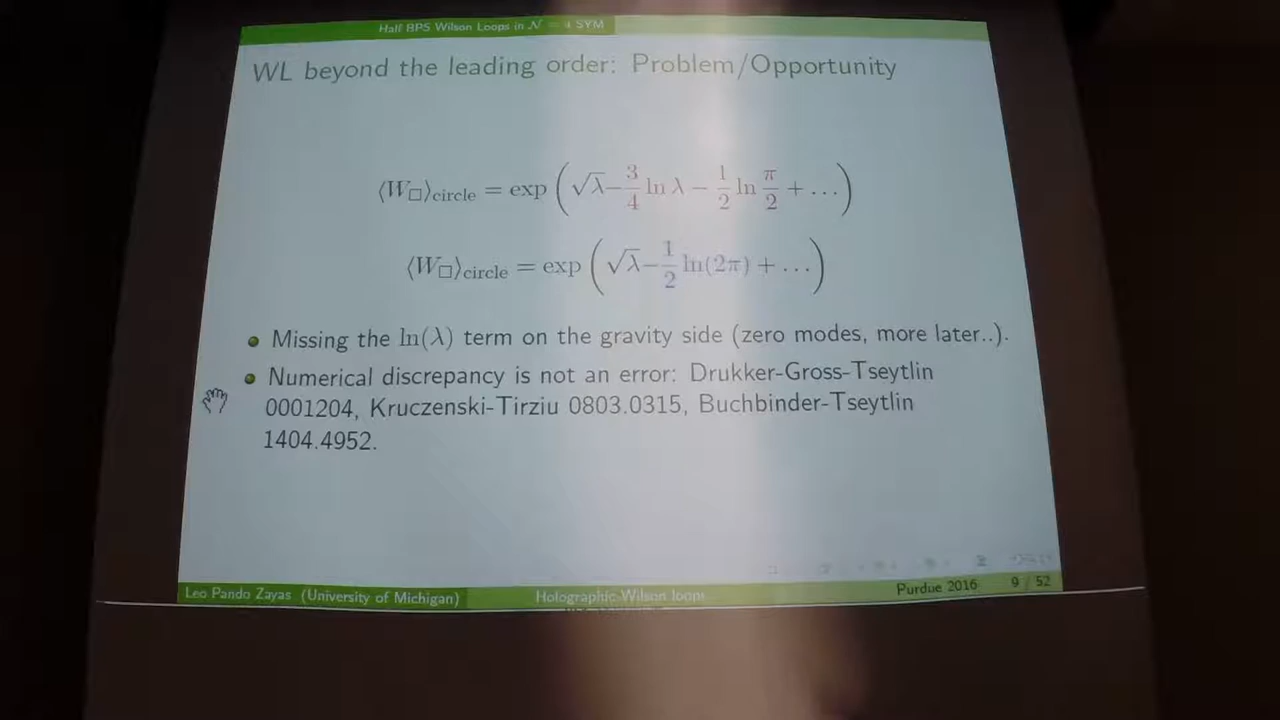 Half BPS Wilson Loops in 𝒩 = 4 SYM
WL beyond the leading order: Problem/Opportunity
⟨W□⟩circle = exp (√λ − 3/4 ln λ − 1/2 ln π/2 + ...)
⟨W□⟩circle = exp (√λ − 1/2 ln(2π) + ...)
Missing the ln(λ) term on the gravity side (zero modes, more later..).
Numerical discrepancy is not an error: Drukker-Gross-Tseytlin
0001204, Kruczenski-Tirziu 0803.0315, Buchbinder-Tseytlin
1404.4952.
Leo Pando Zayas (University of Michigan) Holographic Wilson loops Purdue 2016 9 / 52